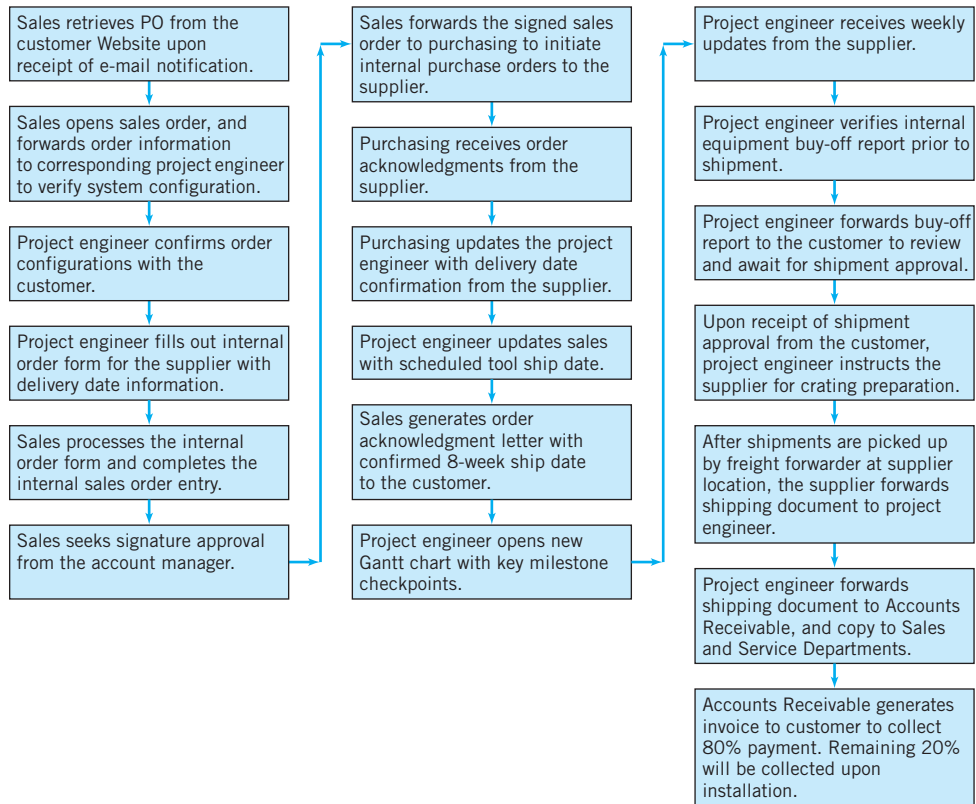 Sales retrieves PO from the
customer Website upon
receipt of e-mail notification.
Sales opens sales order, and
forwards order information
to corresponding project engineer
to verify system configuration.
Project engineer confirms order
configurations with the
customer.
Project engineer fills out internal
order form for the supplier with
delivery date information.
Sales processes the internal
order form and completes the
internal sales order entry.
Sales seeks signature approval
from the account manager.
Sales forwards the signed sales
order to purchasing to initiate
internal purchase orders to the
supplier.
Purchasing receives order
acknowledgments from the
supplier.
Purchasing updates the project
engineer with delivery date
confirmation from the supplier.
Project engineer updates sales
with scheduled tool ship date.
Sales generates order
acknowledgment letter with
confirmed 8-week ship date
to the customer.
Project engineer opens new
Gantt chart with key milestone
checkpoints.
Project engineer receives weekly
updates from the supplier.
Project engineer verifies internal
equipment buy-off report prior to
shipment.
Project engineer forwards buy-off
report to the customer to review
and await for shipment approval.
Upon receipt of shipment
approval from the customer,
project engineer instructs the
supplier for crating preparation.
After shipments are picked up
by freight forwarder at supplier
location, the supplier forwards
shipping document to project
engineer.
Project engineer forwards
shipping document to Accounts
Receivable, and copy to Sales
and Service Departments.
Accounts Receivable generates
invoice to customer to collect
80% payment. Remaining 20%
will be collected upon
installation.